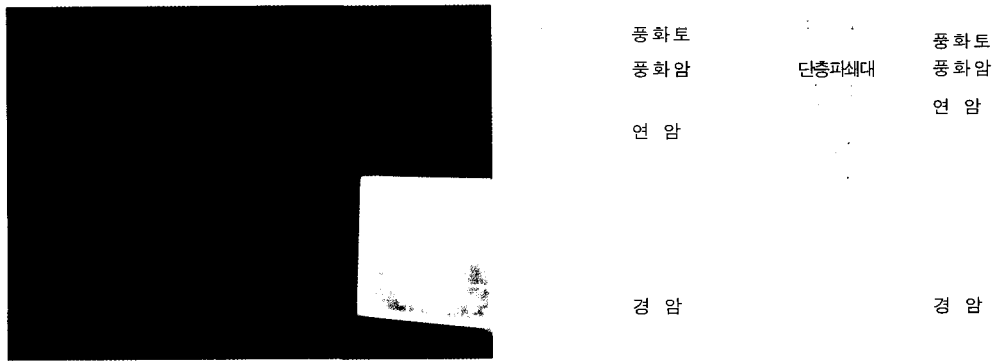 풍화토
풍화암
연 암
경 암
단층파쇄대
풍화토
풍화암
연 암
경 암